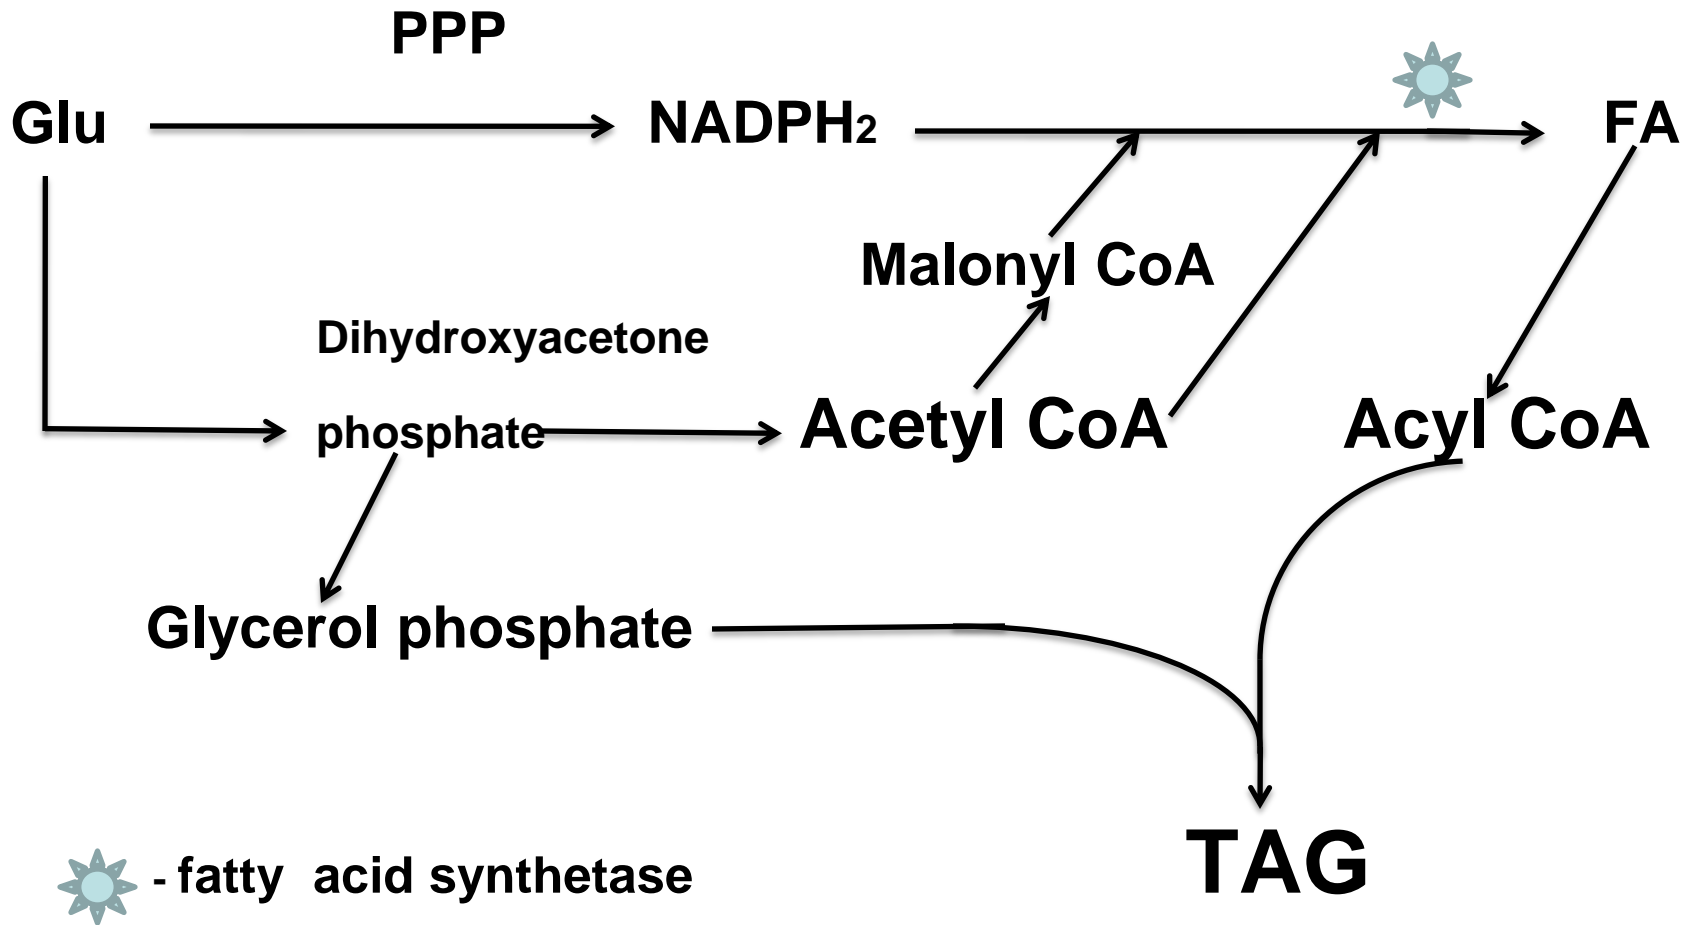 PPP
Glu
NADPH2
FA
Malonyl CoA
Dihydroxyacetone
phosphate
Acetyl CoA
Acyl CoA
Glycerol phosphate
TAG
- fatty acid synthetase